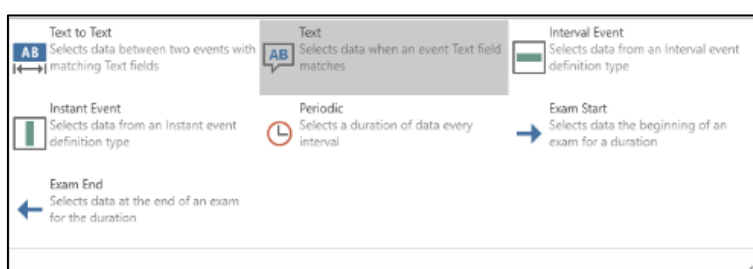 Text to Text
AB
Selects data between two events with
matching Text fields
Text
AB
Selects data when an event Text field
matches
Interval Event
Selects data from an Interval event
definition type
Instant Event
Selects data from an Instant event
definition type
Periodic
Selects a duration of data every
interval
Exam Start
Selects data the beginning of an
exam for a duration
Exam End
Selects data at the end of an exam
for the duration